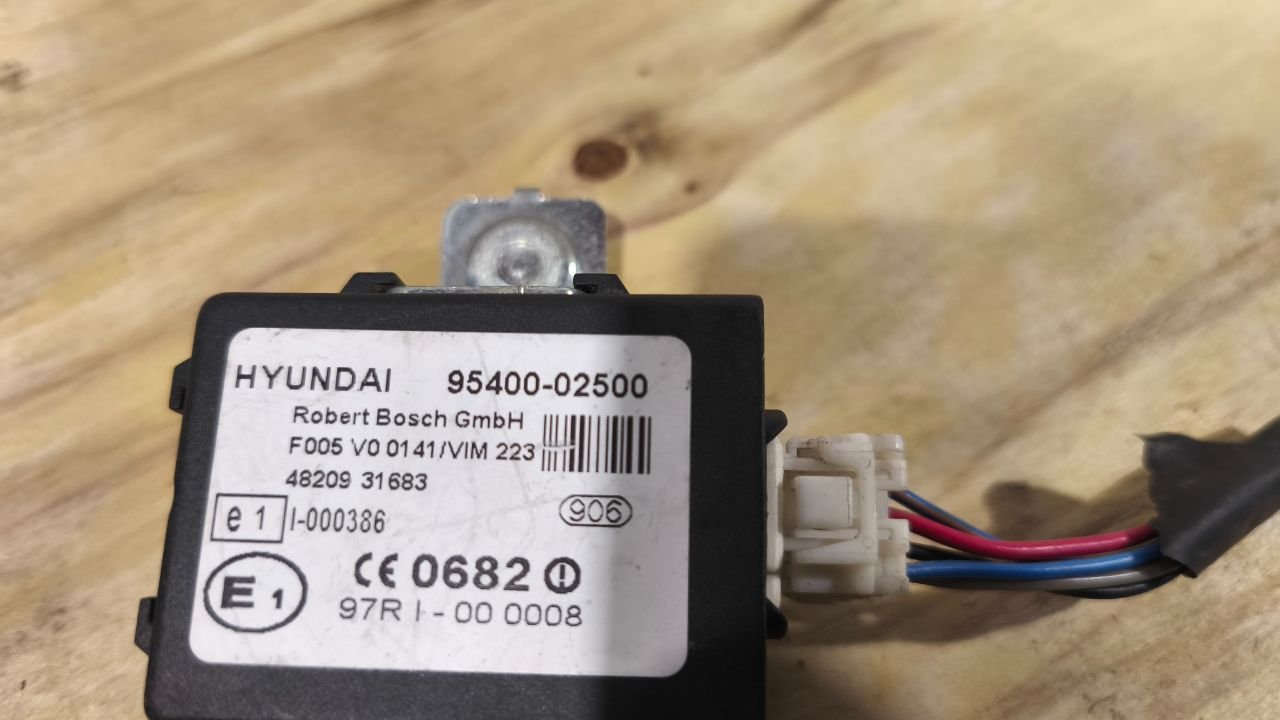 HYUNDAI 95400-02500
Robert Bosch GmbH
F005 V0 0141/VIM 223
48209 31683
e 1 I-000386 906
CE 0682
E 1 97R I - 00 0008